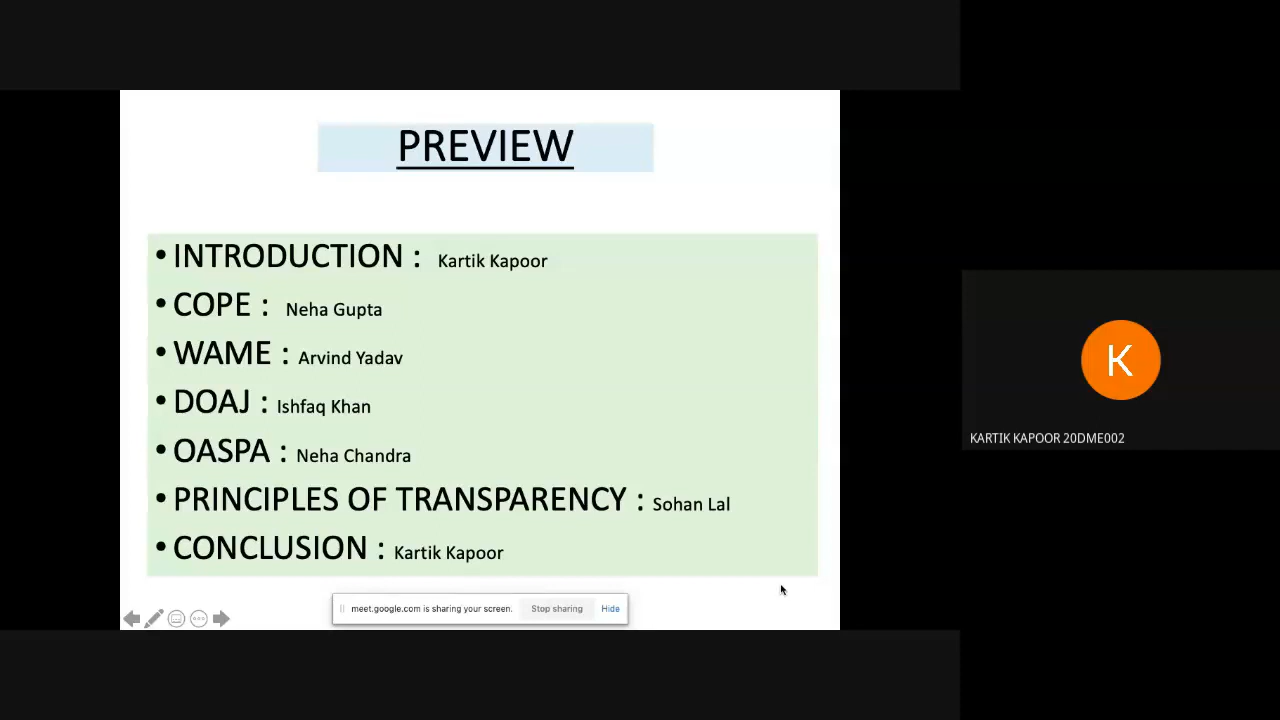 PREVIEW
• INTRODUCTION : Kartik Kapoor
• COPE : Neha Gupta
• WAME : Arvind Yadav
• DOAJ : Ishfaq Khan
• OASPA : Neha Chandra
• PRINCIPLES OF TRANSPARENCY : Sohan Lal
• CONCLUSION : Kartik Kapoor
meet.google.com is sharing your screen. Stop sharing Hide
K
KARTIK KAPOOR 20DME002